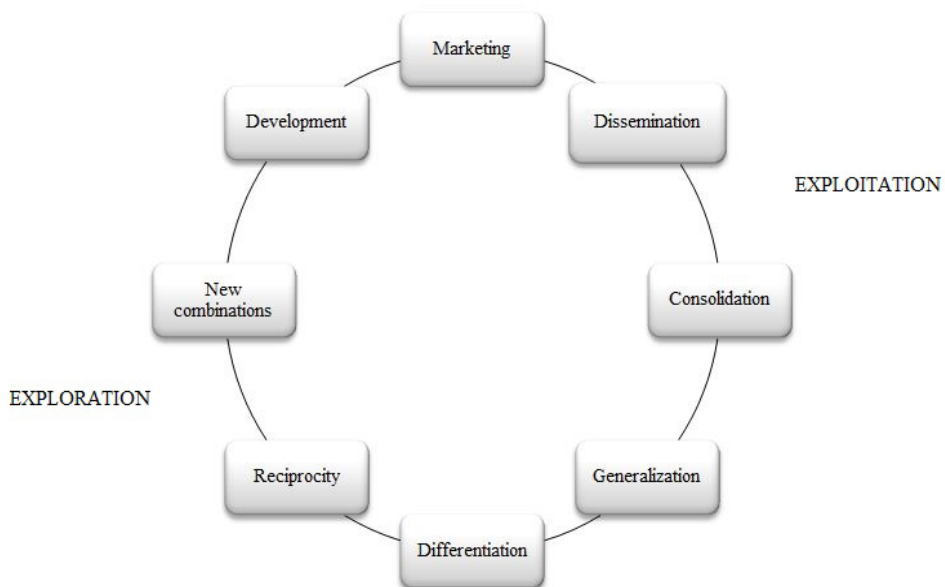 Marketing
Development
Dissemination
EXPLOITATION
New
combinations
Consolidation
EXPLORATION
Reciprocity
Generalization
Differentiation